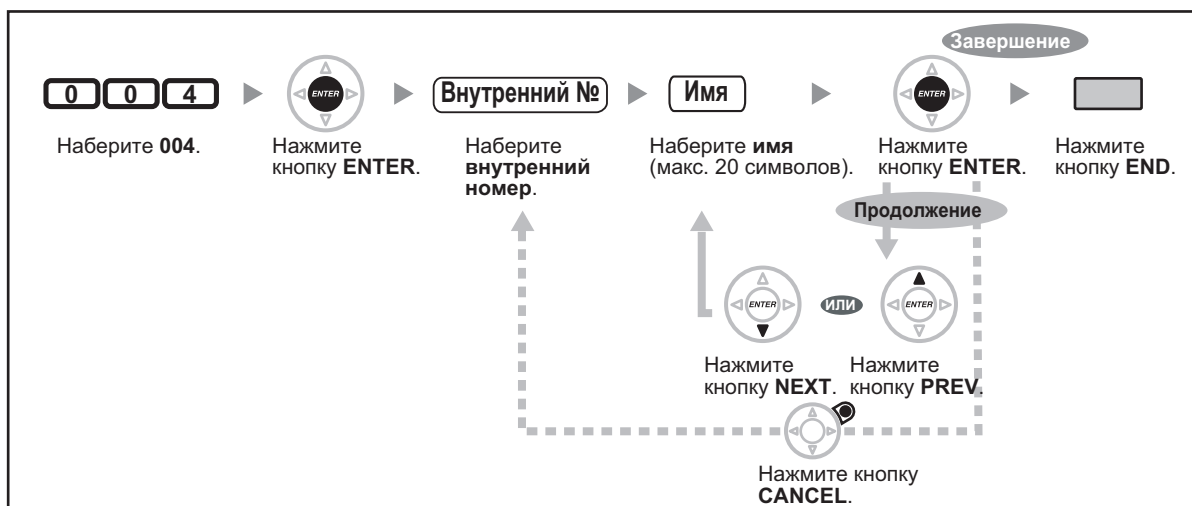 Завершение
0 0 4 ENTER Внутренний № Имя ENTER
Наберите 004.
Нажмите
кнопку ENTER.
Наберите
внутренний
номер.
Наберите имя
(макс. 20 символов).
Нажмите
кнопку ENTER.
Нажмите
кнопку END.
Продолжение
ENTER или ENTER
Нажмите
кнопку NEXT.
Нажмите
кнопку PREV.
Нажмите кнопку
CANCEL.